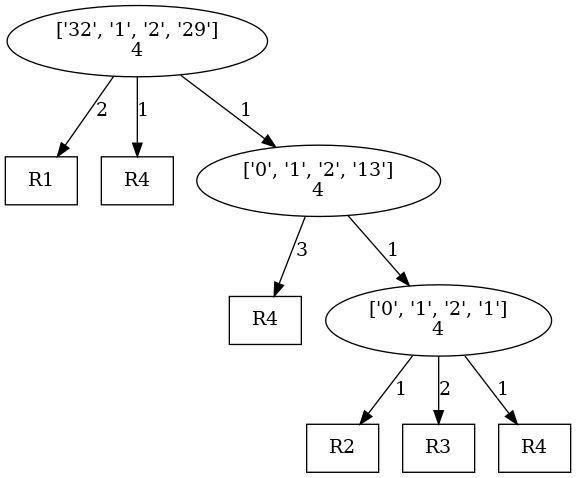 ['32', '1', '2', '29']
4
2
1
1
R1
R4
['0', '1', '2', '13']
4
3
1
R4
['0', '1', '2', '1']
4
1
2
1
R2
R3
R4